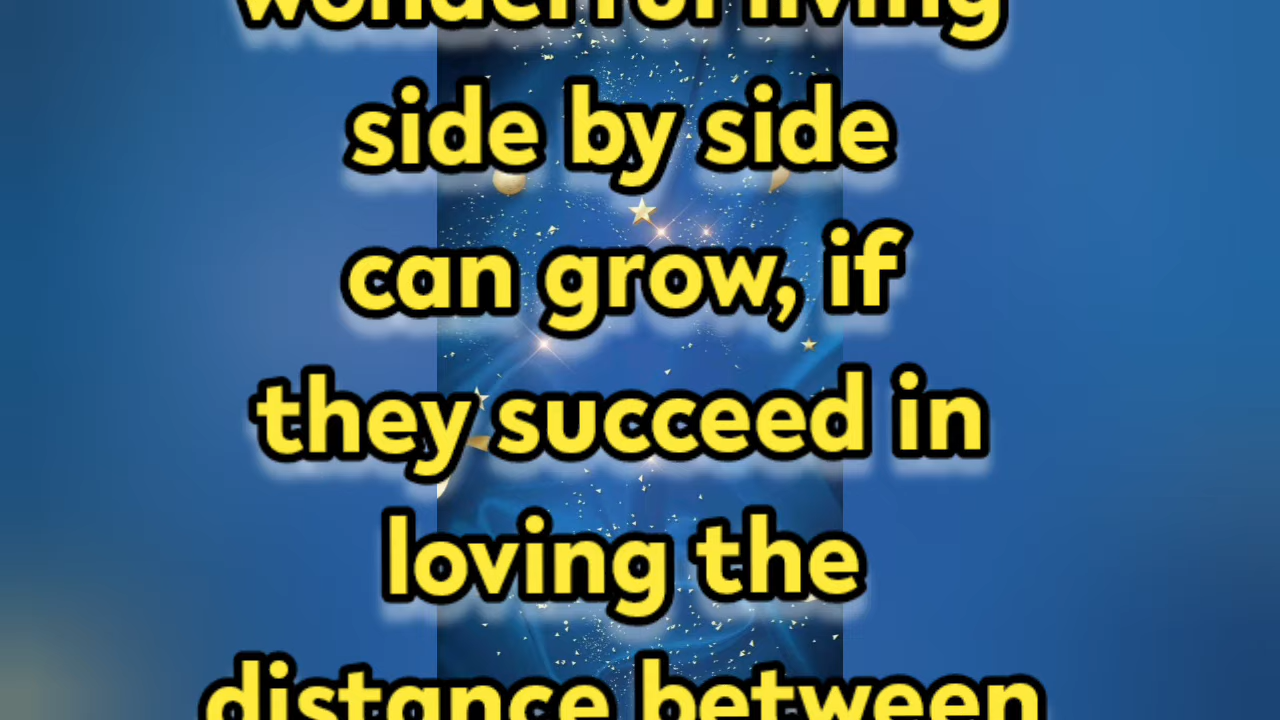 wonderful living
side by side
can grow, if
they succeed in
loving the
distance between